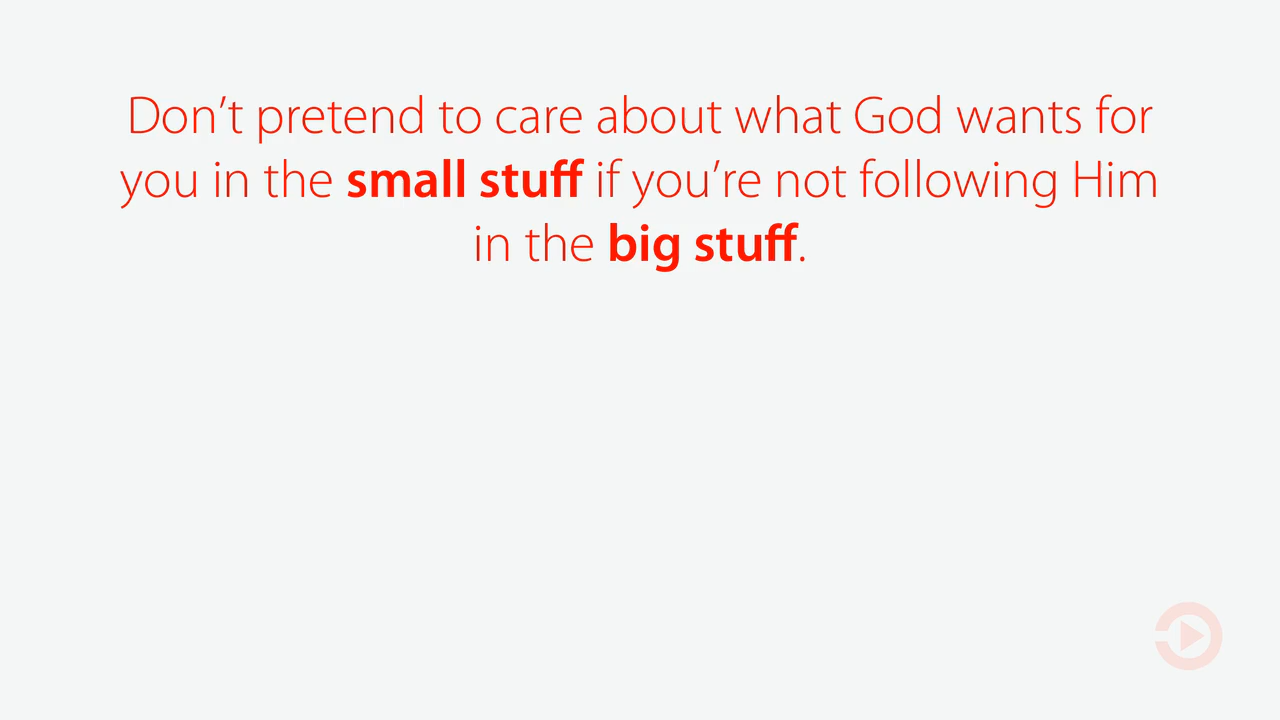 Don’t pretend to care about what God wants for
you in the small stuff if you’re not following Him
in the big stuff.